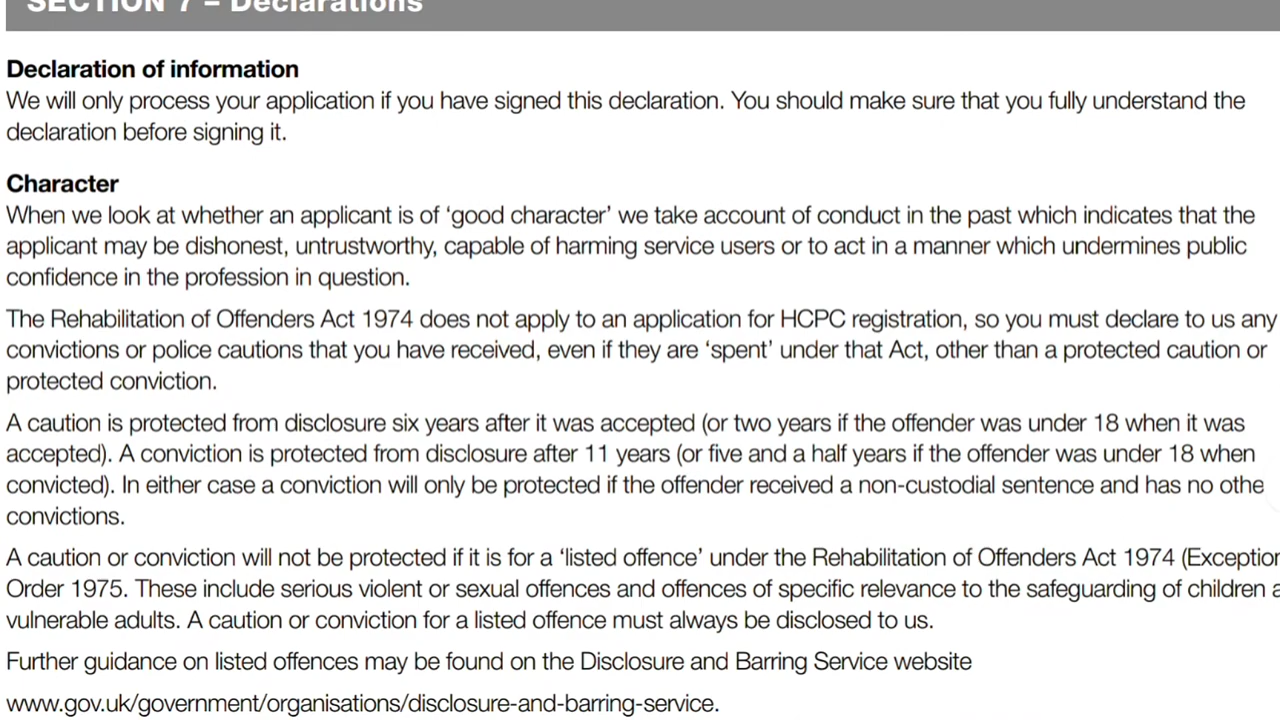 SECTION 7 – Declarations
Declaration of information
We will only process your application if you have signed this declaration. You should make sure that you fully understand the
declaration before signing it.
Character
When we look at whether an applicant is of ‘good character’ we take account of conduct in the past which indicates that the
applicant may be dishonest, untrustworthy, capable of harming service users or to act in a manner which undermines public
confidence in the profession in question.
The Rehabilitation of Offenders Act 1974 does not apply to an application for HCPC registration, so you must declare to us any
convictions or police cautions that you have received, even if they are ‘spent’ under that Act, other than a protected caution or
protected conviction.
A caution is protected from disclosure six years after it was accepted (or two years if the offender was under 18 when it was
accepted). A conviction is protected from disclosure after 11 years (or five and a half years if the offender was under 18 when
convicted). In either case a conviction will only be protected if the offender received a non-custodial sentence and has no othe
convictions.
A caution or conviction will not be protected if it is for a ‘listed offence’ under the Rehabilitation of Offenders Act 1974 (Exception
Order 1975. These include serious violent or sexual offences and offences of specific relevance to the safeguarding of children a
vulnerable adults. A caution or conviction for a listed offence must always be disclosed to us.
Further guidance on listed offences may be found on the Disclosure and Barring Service website
www.gov.uk/government/organisations/disclosure-and-barring-service.